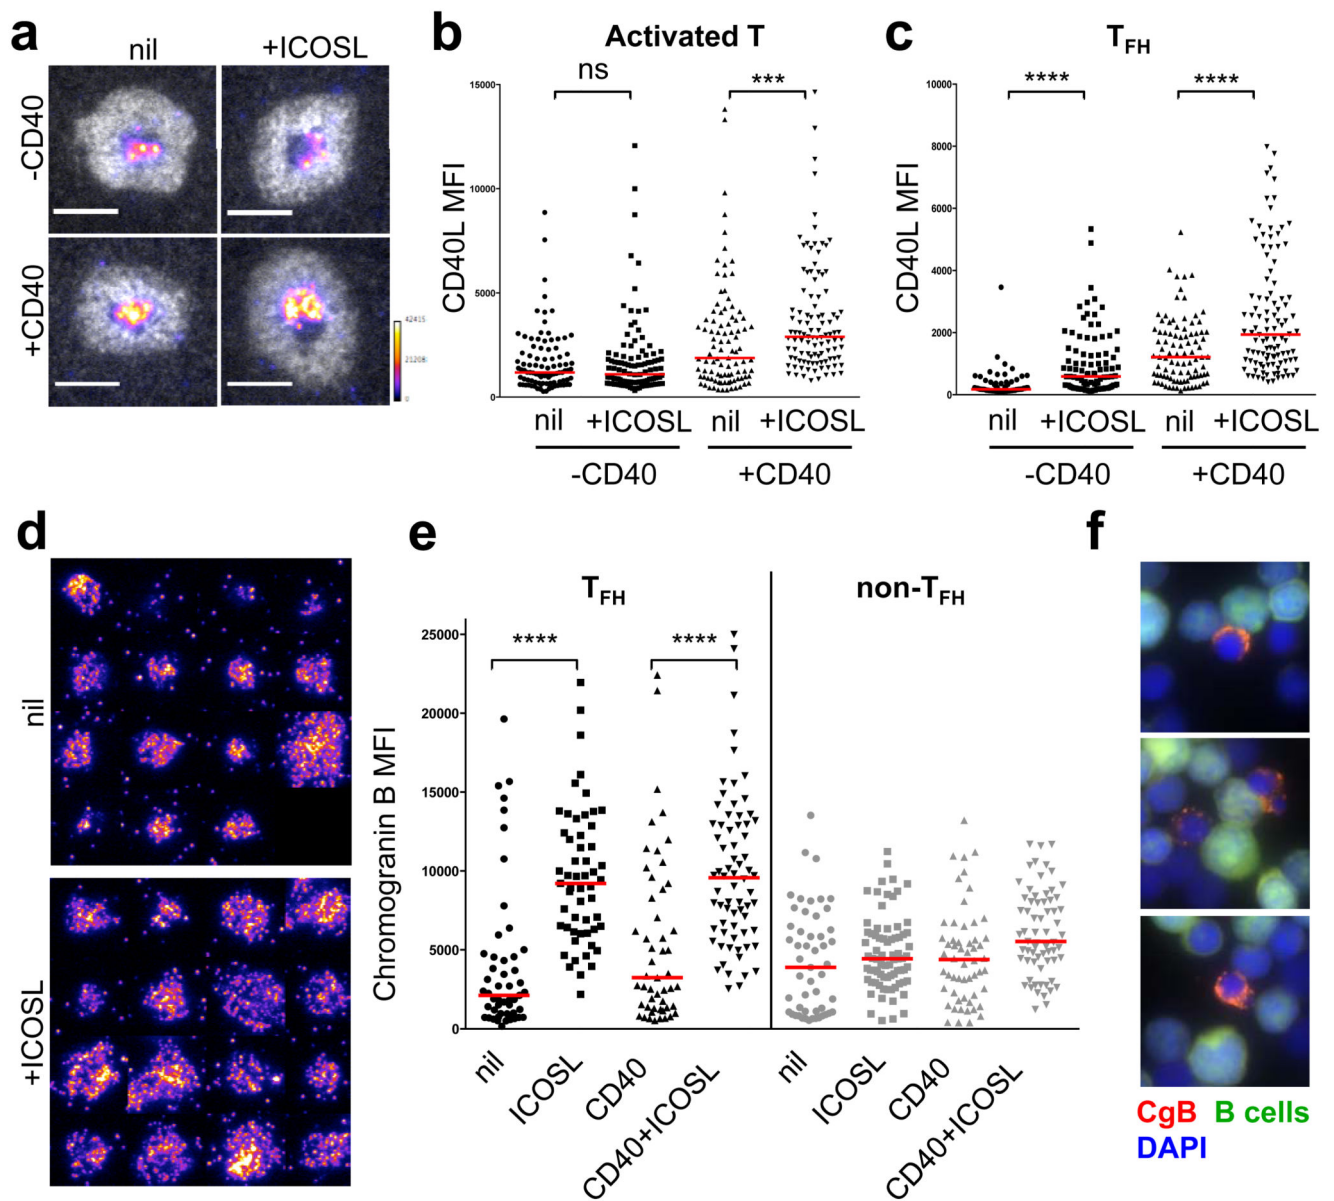 a
nil
+ICOSL
-CD40
+CD40
42415
21208
0
b
Activated T
CD40L MFI
15000
10000
5000
0
ns
***
nil
+ICOSL
nil
+ICOSL
-CD40
+CD40
c
TFH
CD40L MFI
10000
8000
6000
4000
2000
0
****
****
nil
+ICOSL
nil
+ICOSL
-CD40
+CD40
d
nil
+ICOSL
e
TFH
non-TFH
Chromogranin B MFI
25000
20000
15000
10000
5000
0
****
****
nil
ICOSL
CD40
CD40+ICOSL
nil
ICOSL
CD40
CD40+ICOSL
f
CgB B cells
DAPI